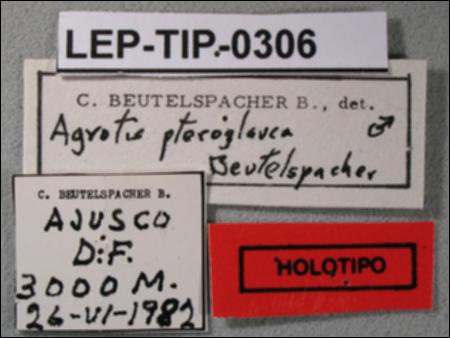 LEP-TIP.-0306
C. BEUTELSPACHER B., det.
Agrotis pteroglauca ♂
Beutelspacher
C. BEUTELSPACHER B.
AJUSCO
D.F.
3000 M.
26-VI-1982
HOLOTIPO